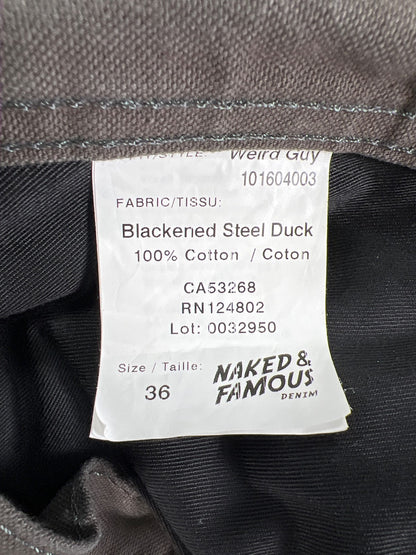 Weird Guy
101604003
FABRIC/TISSU:
Blackened Steel Duck
100% Cotton / Coton
CA53268
RN124802
Lot: 0032950
Size / Taille:
36
NAKED &
FAMOUS
DENIM